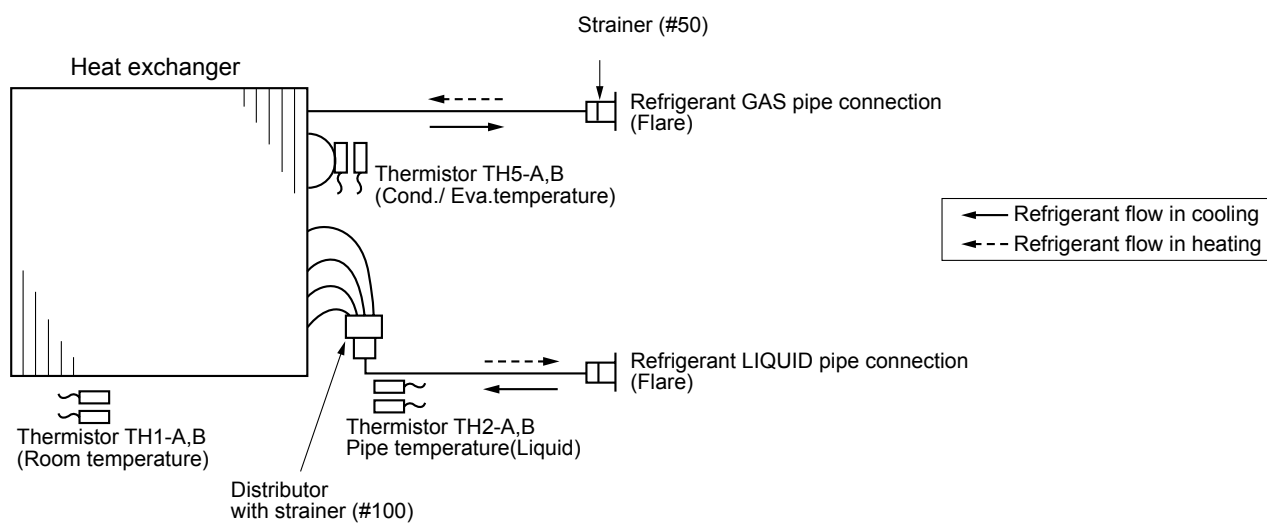 Strainer (#50)
Heat exchanger
Refrigerant GAS pipe connection
(Flare)
Thermistor TH5-A,B
(Cond./ Eva.temperature)
Refrigerant flow in cooling
Refrigerant flow in heating
Refrigerant LIQUID pipe connection
(Flare)
Thermistor TH1-A,B
(Room temperature)
Thermistor TH2-A,B
Pipe temperature(Liquid)
Distributor
with strainer (#100)